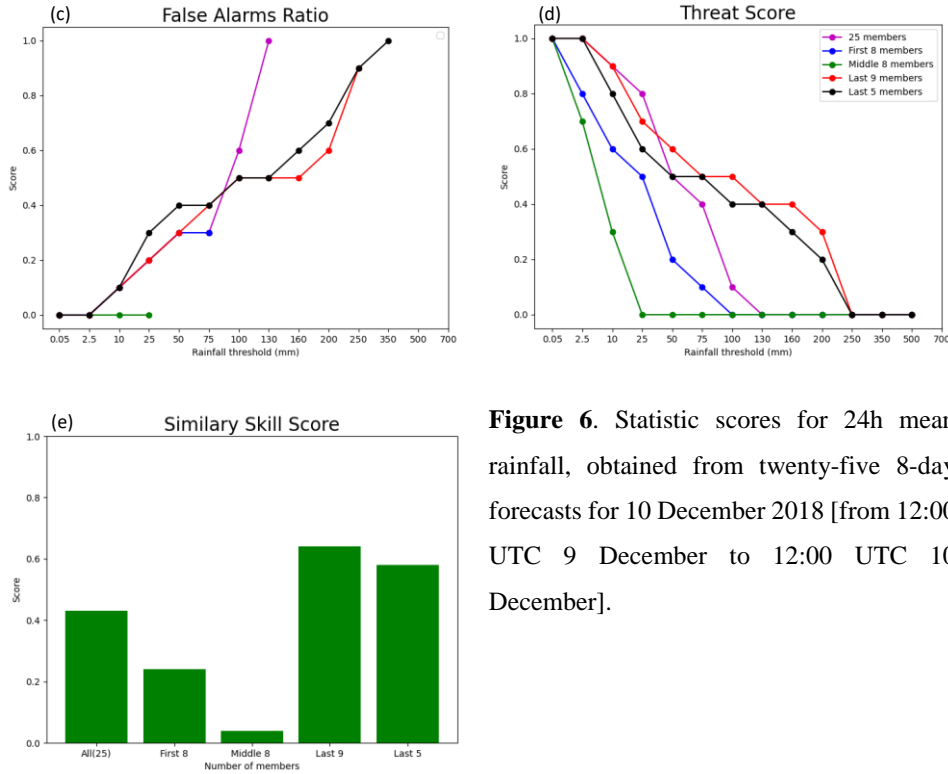 (c)
False Alarms Ratio
1.0
0.8
0.6
0.4
0.2
0.0
Score
0.05 2.5 10 25 50 75 100 130 160 200 250 350 500 700
Rainfall threshold (mm)
(d)
Threat Score
25 members
First 8 members
Middle 8 members
Last 9 members
Last 5 members
1.0
0.8
0.6
0.4
0.2
0.0
Score
0.05 2.5 10 25 50 75 100 130 160 200 250 350 500 700
Rainfall threshold (mm)
(e)
Similary Skill Score
1.0
0.8
0.6
0.4
0.2
0.0
Score
All(25) First 8 Middle 8 Last 9 Last 5
Number of members
Figure 6. Statistic scores for 24h mean
rainfall, obtained from twenty-five 8-day
forecasts for 10 December 2018 [from 12:00
UTC 9 December to 12:00 UTC 10
December].